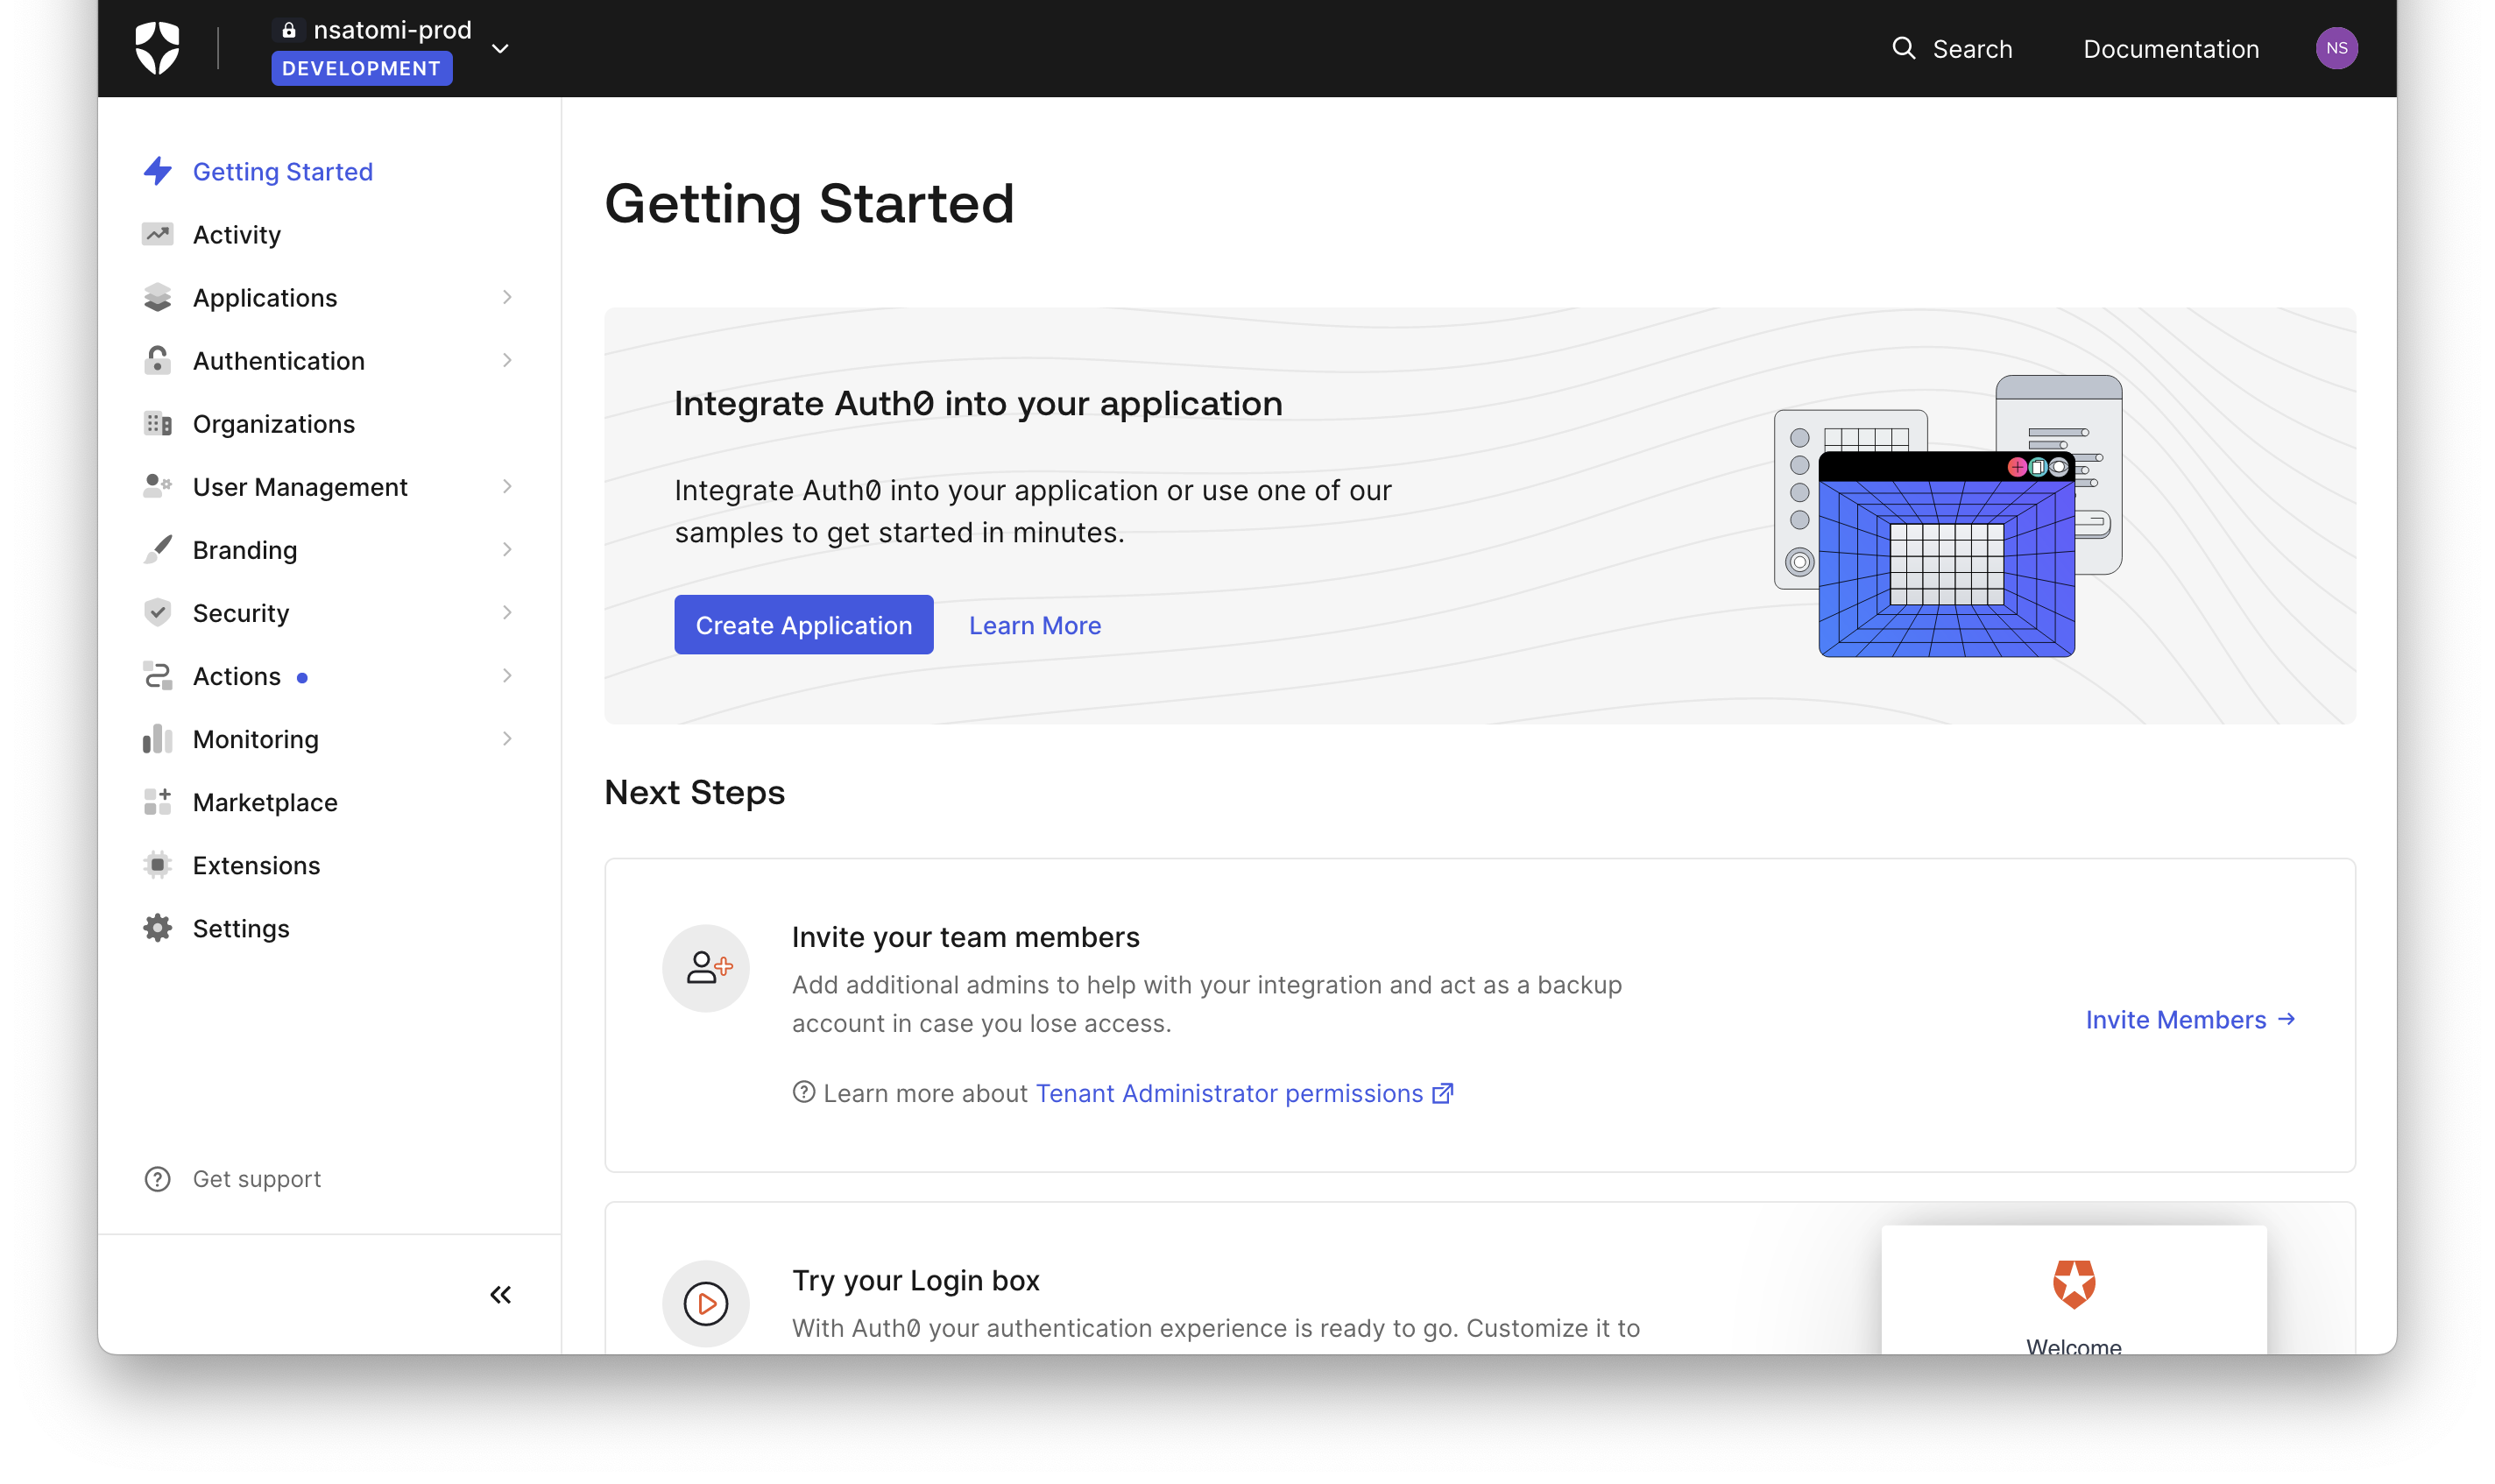 nsatomi-prod
DEVELOPMENT
Search
Documentation
NS
Getting Started
Activity
Applications
Authentication
Organizations
User Management
Branding
Security
Actions
Monitoring
Marketplace
Extensions
Settings
Get support
Getting Started
Integrate Auth0 into your application
Integrate Auth0 into your application or use one of our
samples to get started in minutes.
Create Application
Learn More
Next Steps
Invite your team members
Add additional admins to help with your integration and act as a backup
account in case you lose access.
Learn more about Tenant Administrator permissions
Invite Members
Try your Login box
With Auth0 your authentication experience is ready to go. Customize it to
Welcome